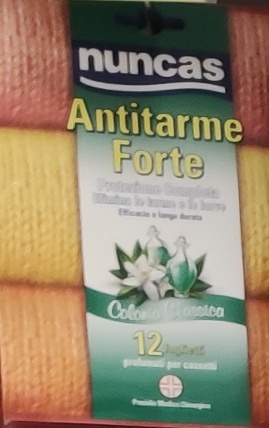 nuncas
Antitarme
Forte
Protezione Completa
Elimina le tarme e le larve
Efficacia a lunga durata
Colonia Classica
12 foglietti
profumati per cassetti
Presidio Medico Chirurgico